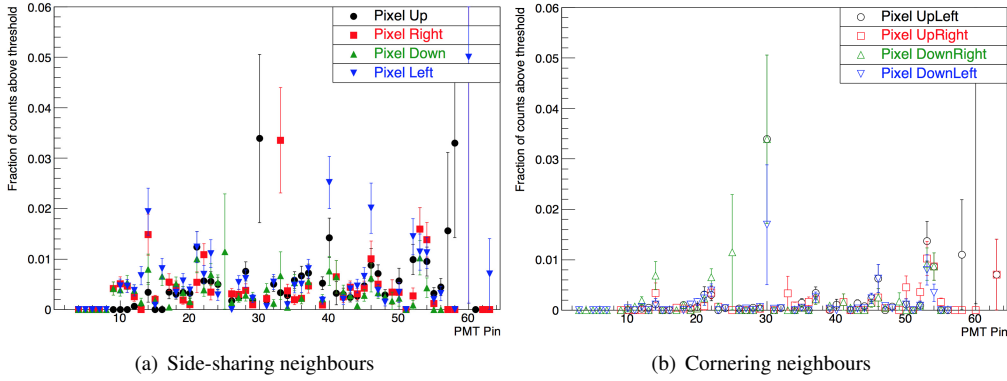 Fraction of counts above threshold
0.06
0.05
0.04
0.03
0.02
0.01
0
10
20
30
40
50
60
PMT Pin
Pixel Up
Pixel Right
Pixel Down
Pixel Left
(a) Side-sharing neighbours
Fraction of counts above threshold
0.06
0.05
0.04
0.03
0.02
0.01
0
10
20
30
40
50
60
PMT Pin
Pixel UpLeft
Pixel UpRight
Pixel DownRight
Pixel DownLeft
(b) Cornering neighbours